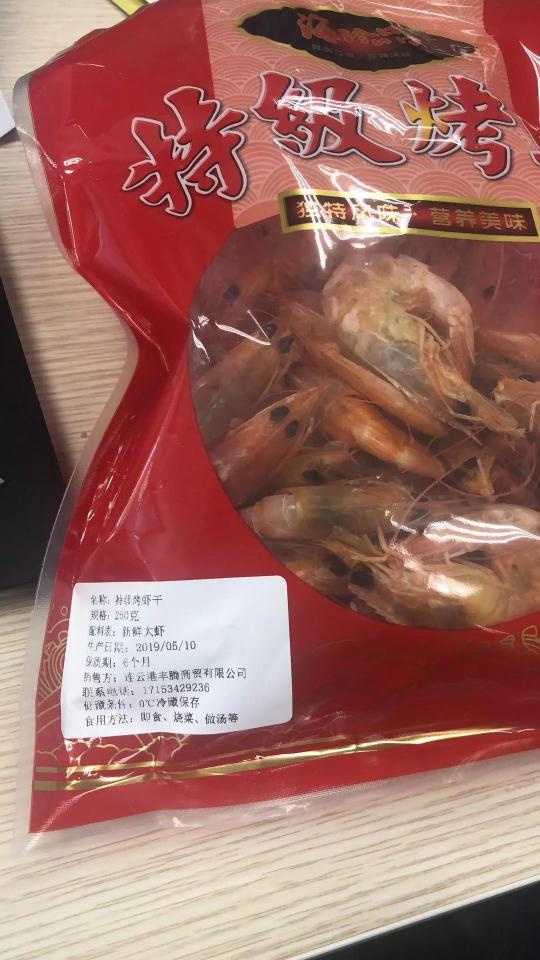 特级烤
独特风味·营养美味
名称：特级烤虾干
规格：250克
配料表：新鲜大虾
生产日期：2019/05/10
保质期：6个月
销售方：连云港丰腾商贸有限公司
联系电话：17153429236
储藏条件：0℃冷藏保存
食用方法：即食、烧菜、做汤等